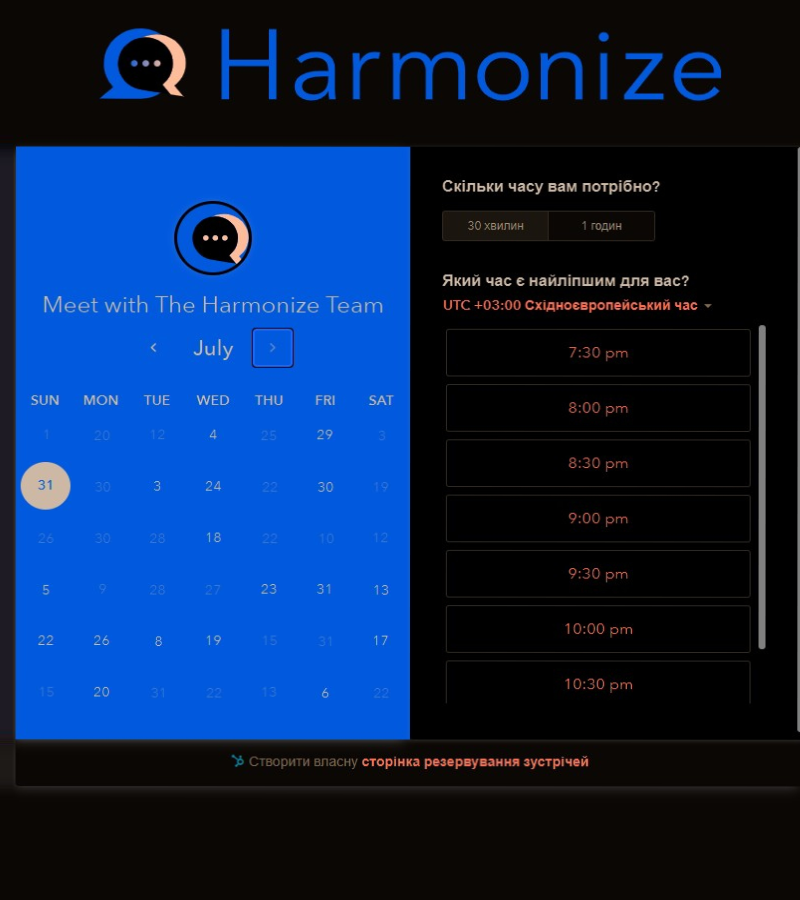 Harmonize
Meet with The Harmonize Team
July
SUN MON TUE WED THU FRI SAT
1 20 12 4 25 29 3
31 30 3 24 22 30 19
26 30 28 18 22 10 12
5 9 28 27 23 31 13
22 26 8 19 15 31 17
15 20 31 22 13 6 22
Скільки часу вам потрібно?
30 хвилин 1 годин
Який час є найліпшим для вас?
UTC +03:00 Східноєвропейський час
7:30 pm
8:00 pm
8:30 pm
9:00 pm
9:30 pm
10:00 pm
10:30 pm
Створити власну сторінка резервування зустрічей